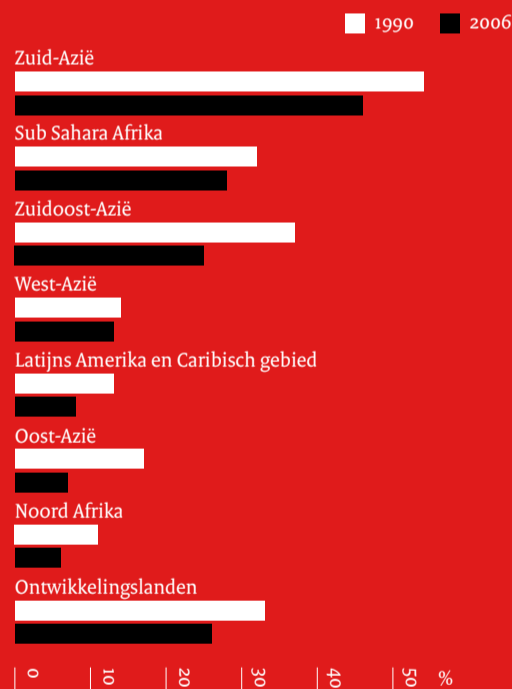 1990 2006
Zuid-Azië
Sub Sahara Afrika
Zuidoost-Azië
West-Azië
Latijns Amerika en Caribisch gebied
Oost-Azië
Noord Afrika
Ontwikkelingslanden
0 10 20 30 40 50 %